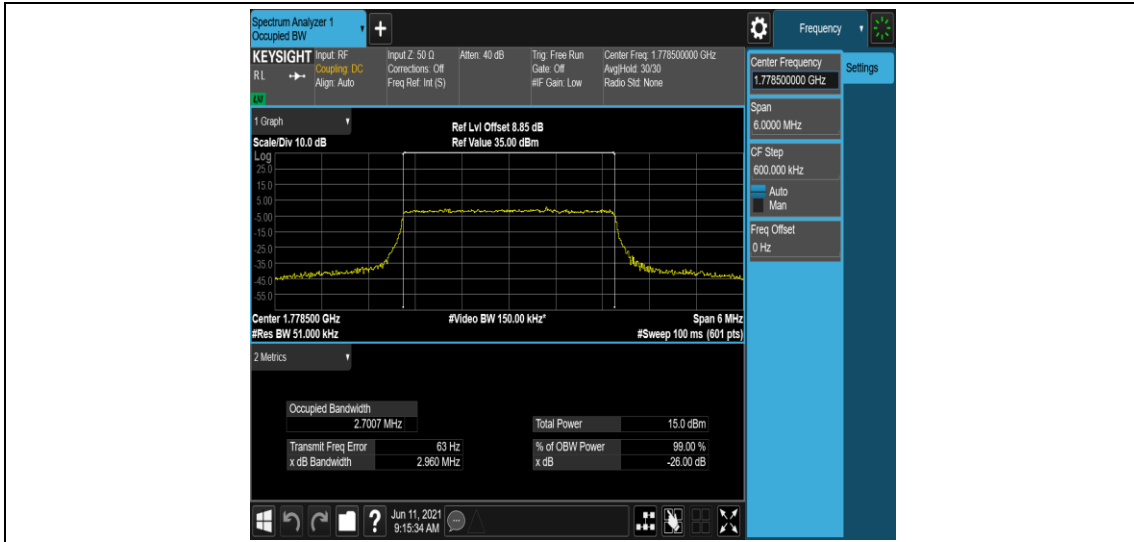 Spectrum Analyzer 1
Occupied BW
+
Frequency
KEYSIGHT
RL
LXI
Input: RF
Coupling: DC
Align: Auto
Input Z: 50 Ω
Corrections: Off
Freq Ref: Int (S)
Atten: 40 dB
Trig: Free Run
Gate: Off
#IF Gain: Low
Center Freq: 1.778500000 GHz
Avg|Hold: 30/30
Radio Std: None
Center Frequency
1.778500000 GHz
Settings
Span
6.0000 MHz
CF Step
600.000 kHz
Auto
Man
Freq Offset
0 Hz
1 Graph
Scale/Div 10.0 dB
Ref Lvl Offset 8.85 dB
Ref Value 35.00 dBm
Log
25.0
15.0
5.00
-5.00
-15.0
-25.0
-35.0
-45.0
-55.0
Center 1.778500 GHz
#Res BW 51.000 kHz
#Video BW 150.00 kHz*
Span 6 MHz
#Sweep 100 ms (601 pts)
2 Metrics
Occupied Bandwidth
2.7007 MHz
Transmit Freq Error 63 Hz
x dB Bandwidth 2.960 MHz
Total Power 15.0 dBm
% of OBW Power 99.00 %
x dB -26.00 dB
?
Jun 11, 2021
9:15:34 AM